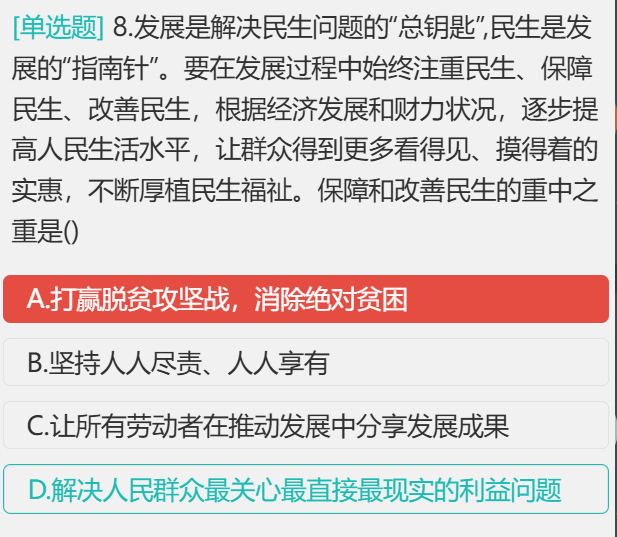 [单选题] 8.发展是解决民生问题的“总钥匙”,民生是发
展的“指南针”。要在发展过程中始终注重民生、保障
民生、改善民生，根据经济发展和财力状况，逐步提
高人民生活水平，让群众得到更多看得见、摸得着的
实惠，不断厚植民生福祉。保障和改善民生的重中之
重是()
A.打赢脱贫攻坚战，消除绝对贫困
B.坚持人人尽责、人人享有
C.让所有劳动者在推动发展中分享发展成果
D.解决人民群众最关心最直接最现实的利益问题